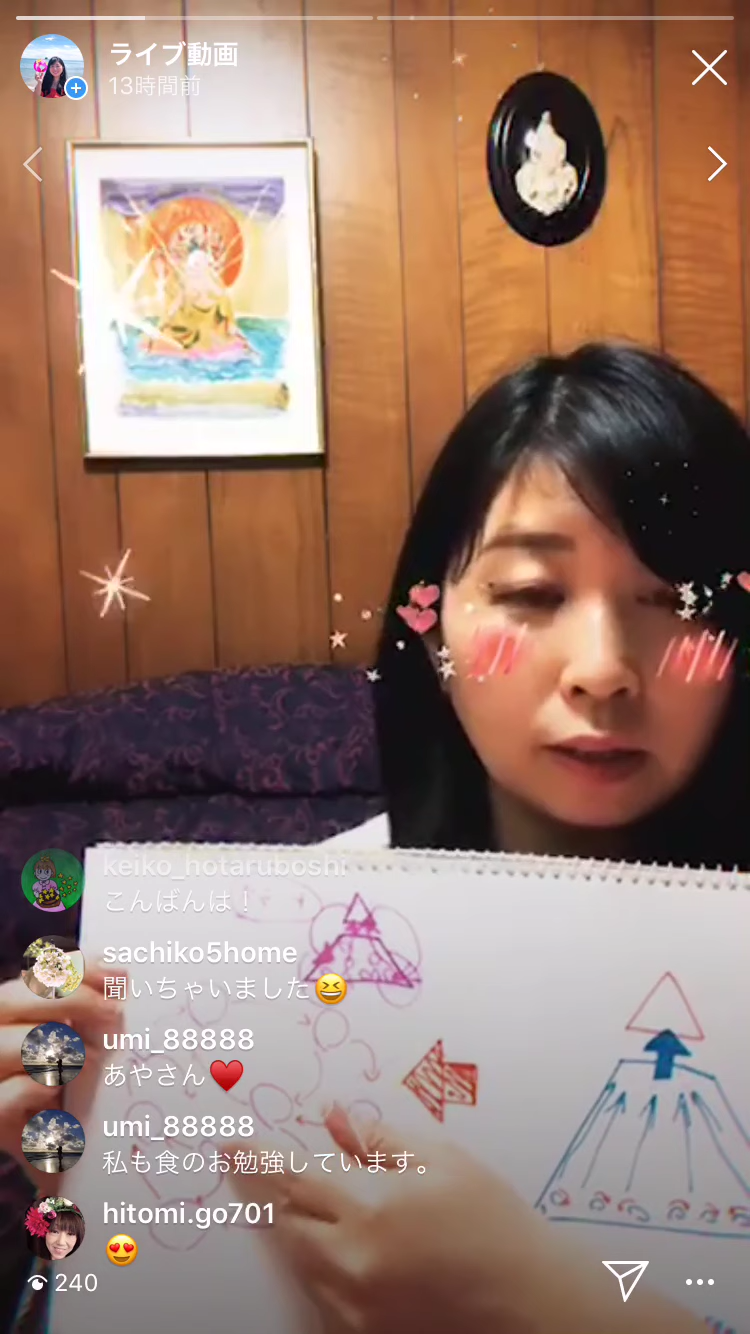 ライブ動画
13時間前
keiko_hotaruboshi
こんばんは！
sachiko5home
聞いちゃいました😆
umi_88888
あやさん♥️
umi_88888
私も食のお勉強しています。
hitomi.go701
😍
240